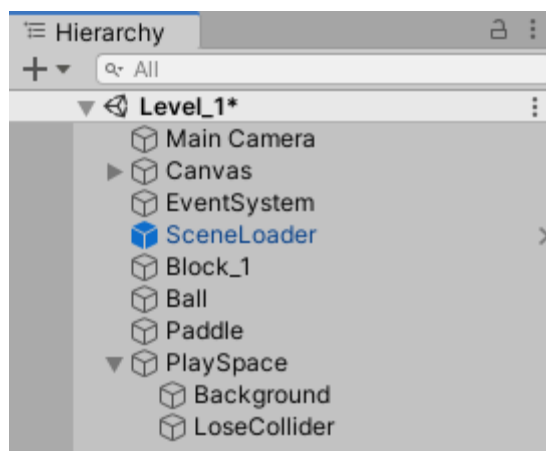 Hierarchy
All
Level_1*
Main Camera
Canvas
EventSystem
SceneLoader
Block_1
Ball
Paddle
PlaySpace
Background
LoseCollider